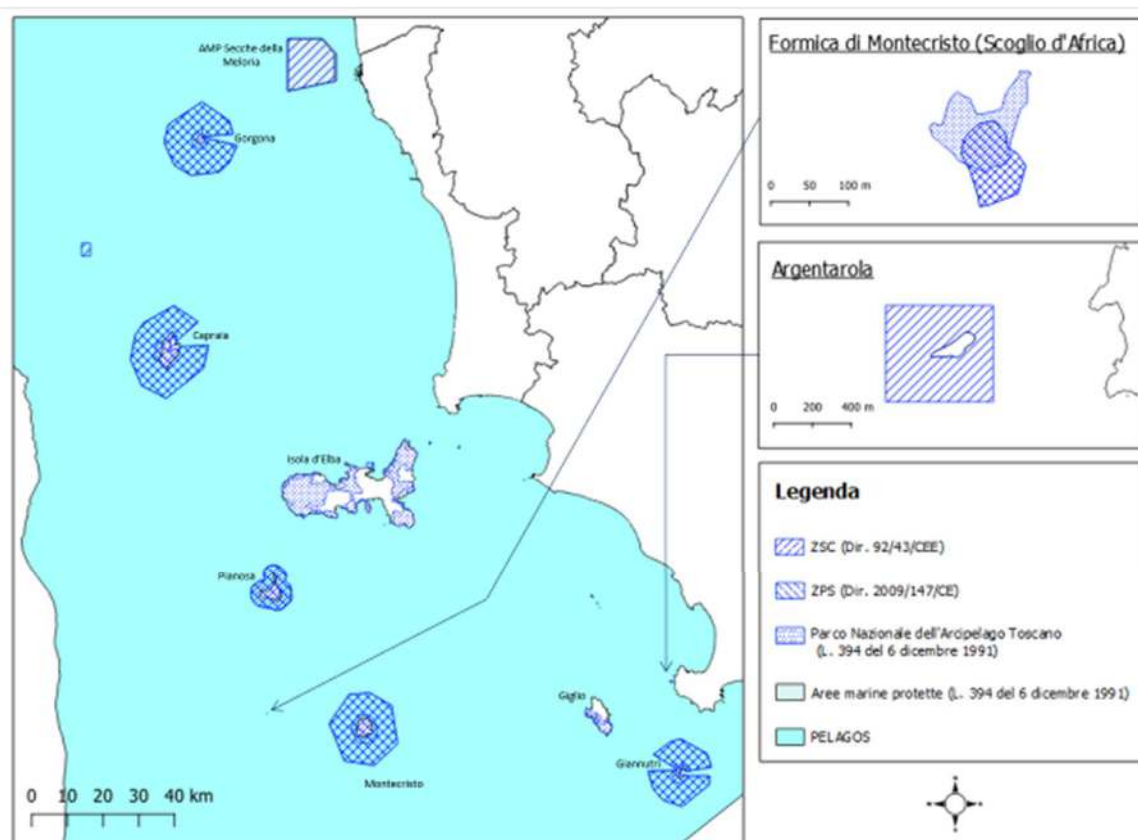 AMP Secche della
Meloria
Gorgona
Capraia
Isola d'Elba
Pianosa
Giglio
Giannutri
Montecristo
0 10 20 30 40 km
Formica di Montecristo (Scoglio d'Africa)
0 50 100 m
Argentarola
0 200 400 m
Legenda
ZSC (Dir. 92/43/CEE)
ZPS (Dir. 2009/147/CE)
Parco Nazionale dell'Arcipelago Toscano
(L. 394 del 6 dicembre 1991)
Aree marine protette (L. 394 del 6 dicembre 1991)
PELAGOS